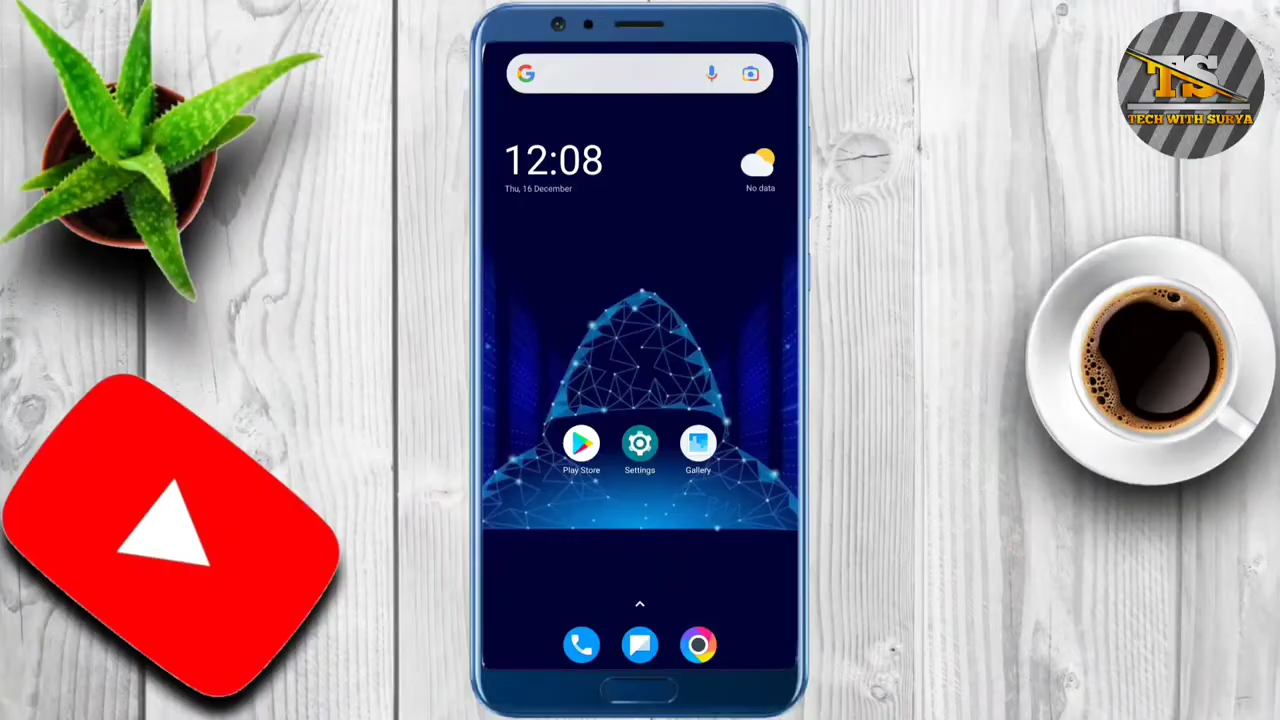 12:08
Thu, 16 December
No data
Play Store
Settings
Gallery
TS
TECH WITH SURYA